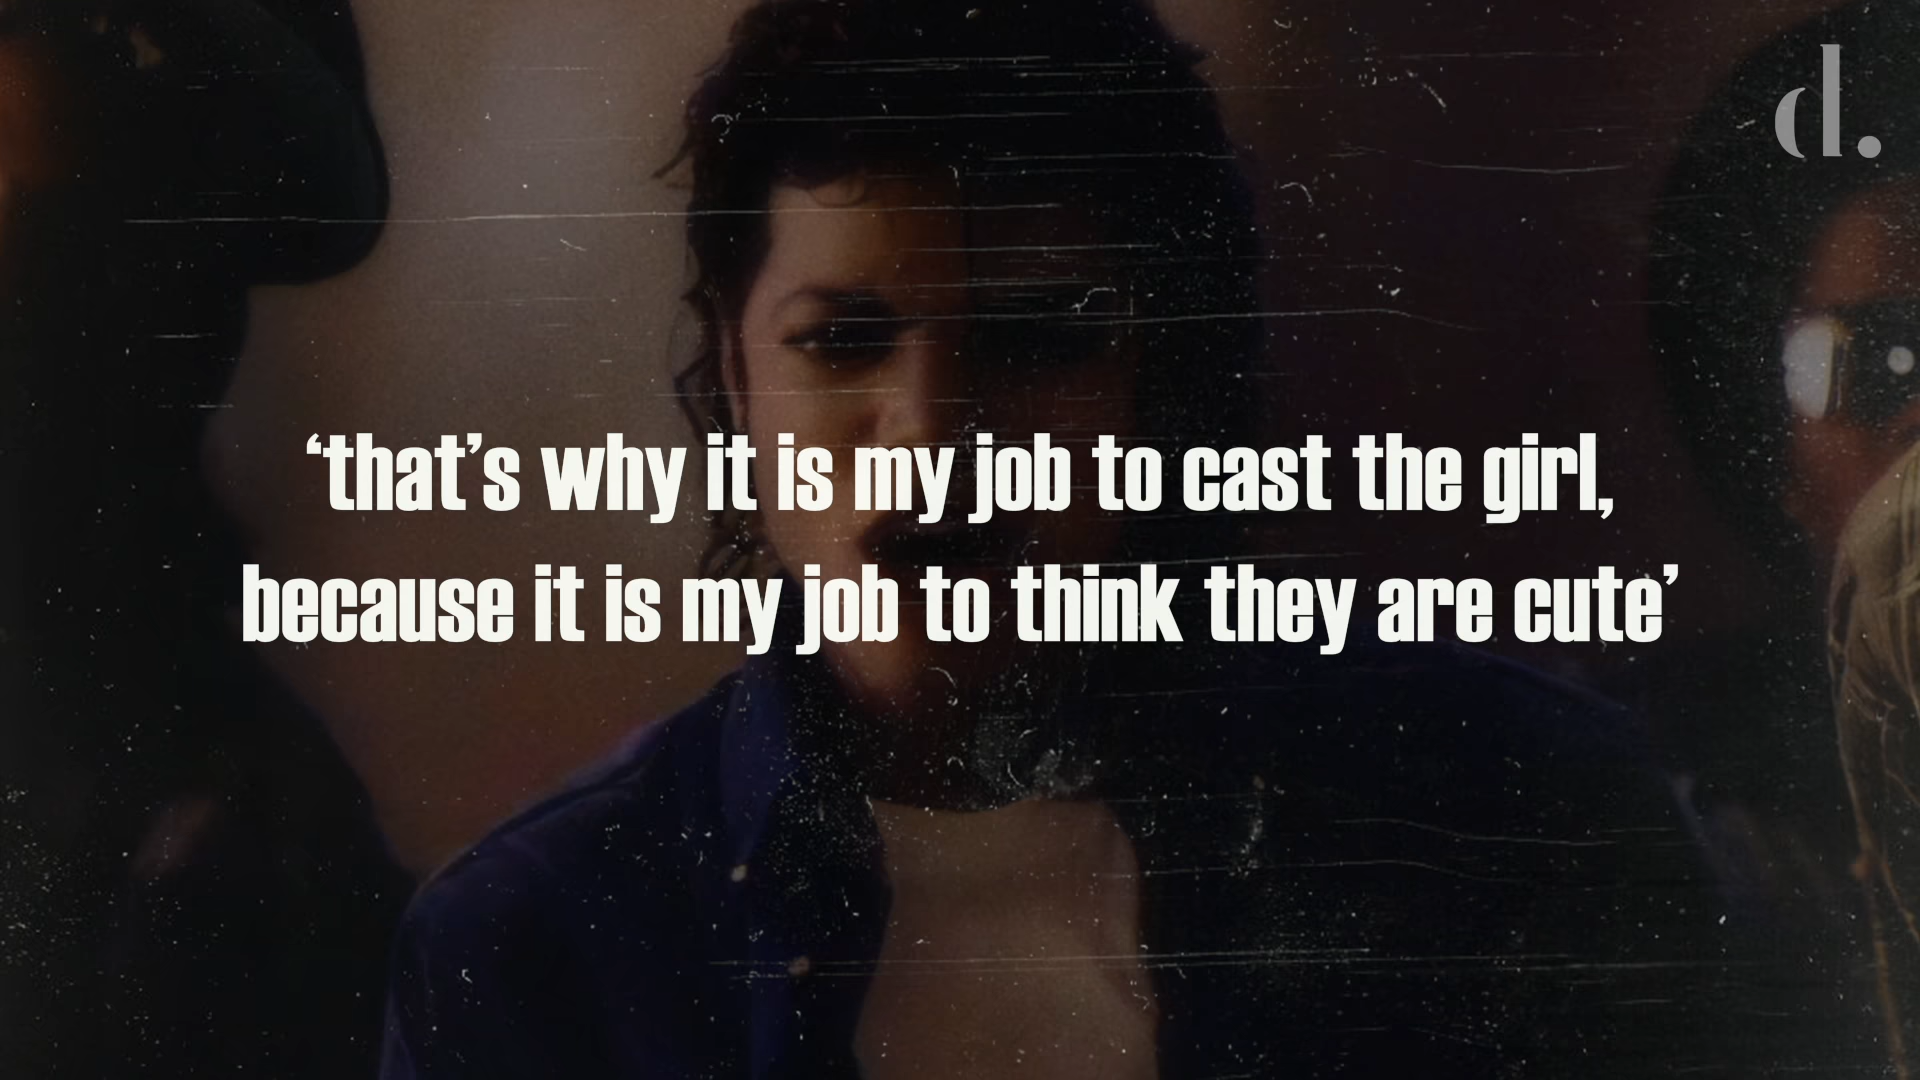 d.
‘that’s why it is my job to cast the girl,
because it is my job to think they are cute’